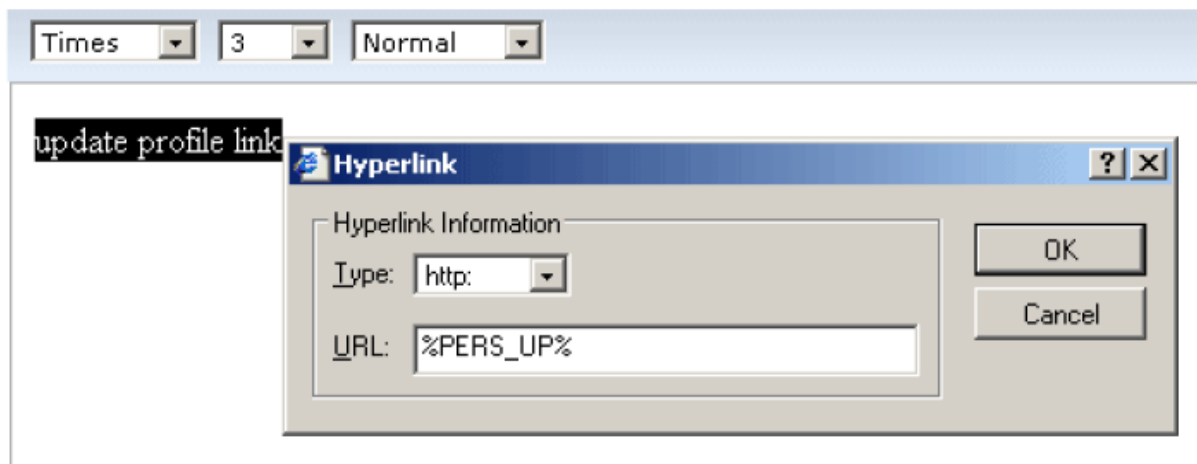 Times 3 Normal
update profile link
Hyperlink ?
Hyperlink Information
Type: http:
OK
URL: %PERS_UP%
Cancel